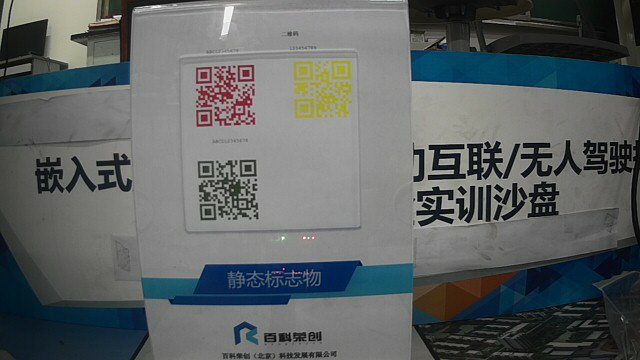 二维码
123456789
嵌入式
互联/无人驾驶
实训沙盘
静态标志物
百科荣创
百科荣创（北京）科技发展有限公司